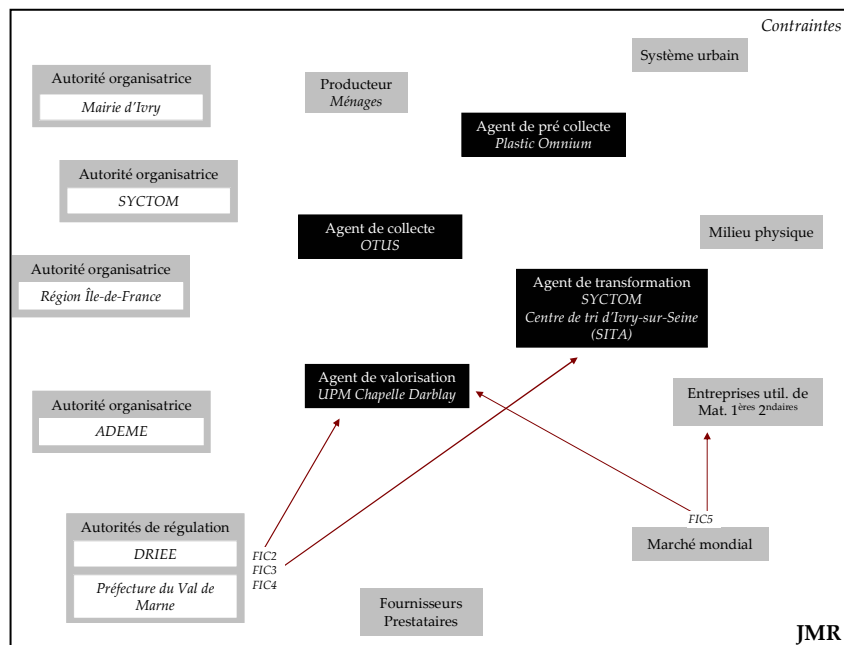 Contraintes
Système urbain
Autorité organisatrice
Mairie d'Ivry
Producteur
Ménages
Agent de pré collecte
Plastic Omnium
Autorité organisatrice
SYCTOM
Agent de collecte
OTUS
Milieu physique
Autorité organisatrice
Région Île-de-France
Agent de transformation
SYCTOM
Centre de tri d'Ivry-sur-Seine
(SITA)
Agent de valorisation
UPM Chapelle Darblay
Entreprises util. de
Mat. 1ères 2ndaires
Autorité organisatrice
ADEME
Autorités de régulation
DRIEE
Préfecture du Val de
Marne
FIC2
FIC3
FIC4
FIC5
Marché mondial
Fournisseurs
Prestataires
JMR